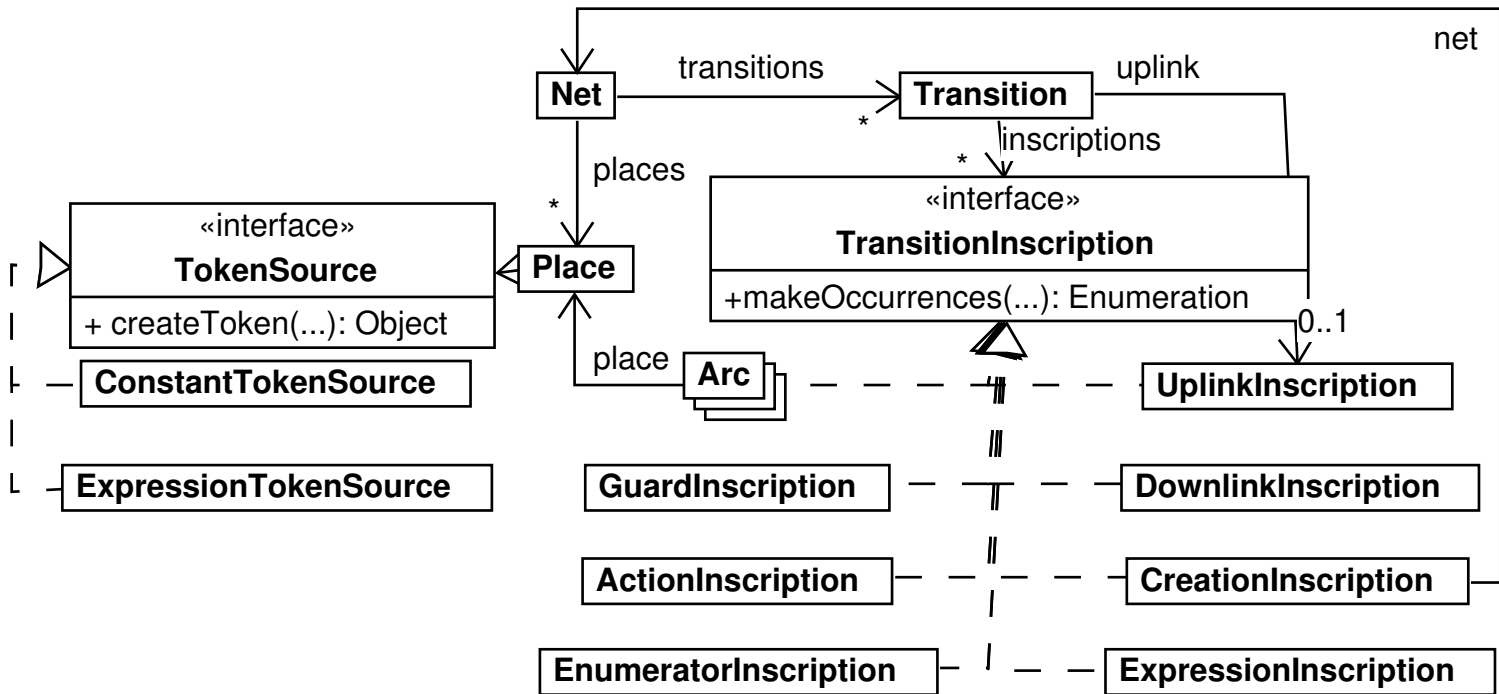 net
transitions
uplink
Net
Transition
*
inscriptions
*
places
*
«interface»
TokenSource
+ createToken(...): Object
Place
«interface»
TransitionInscription
+makeOccurrences(...): Enumeration
0..1
place
Arc
ConstantTokenSource
UplinkInscription
ExpressionTokenSource
GuardInscription
DownlinkInscription
ActionInscription
CreationInscription
EnumeratorInscription
ExpressionInscription